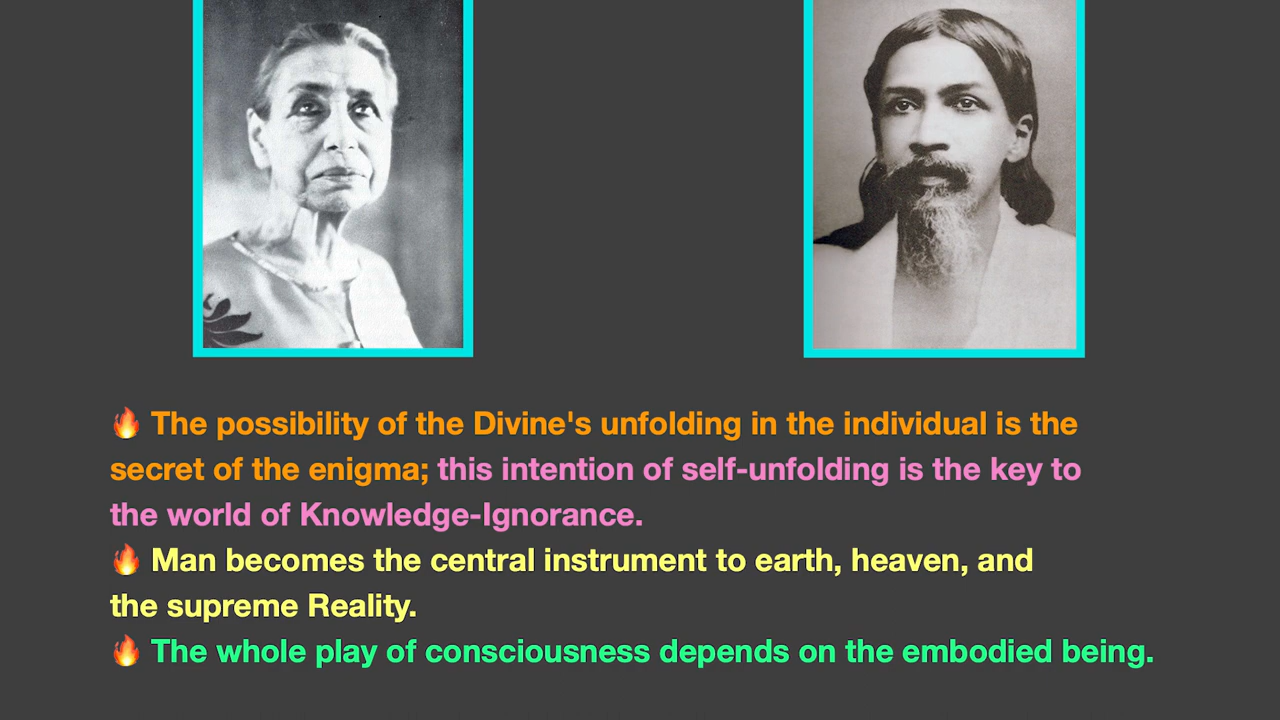 🔥 The possibility of the Divine's unfolding in the individual is the
secret of the enigma; this intention of self-unfolding is the key to
the world of Knowledge-Ignorance.
🔥 Man becomes the central instrument to earth, heaven, and
the supreme Reality.
🔥 The whole play of consciousness depends on the embodied being.